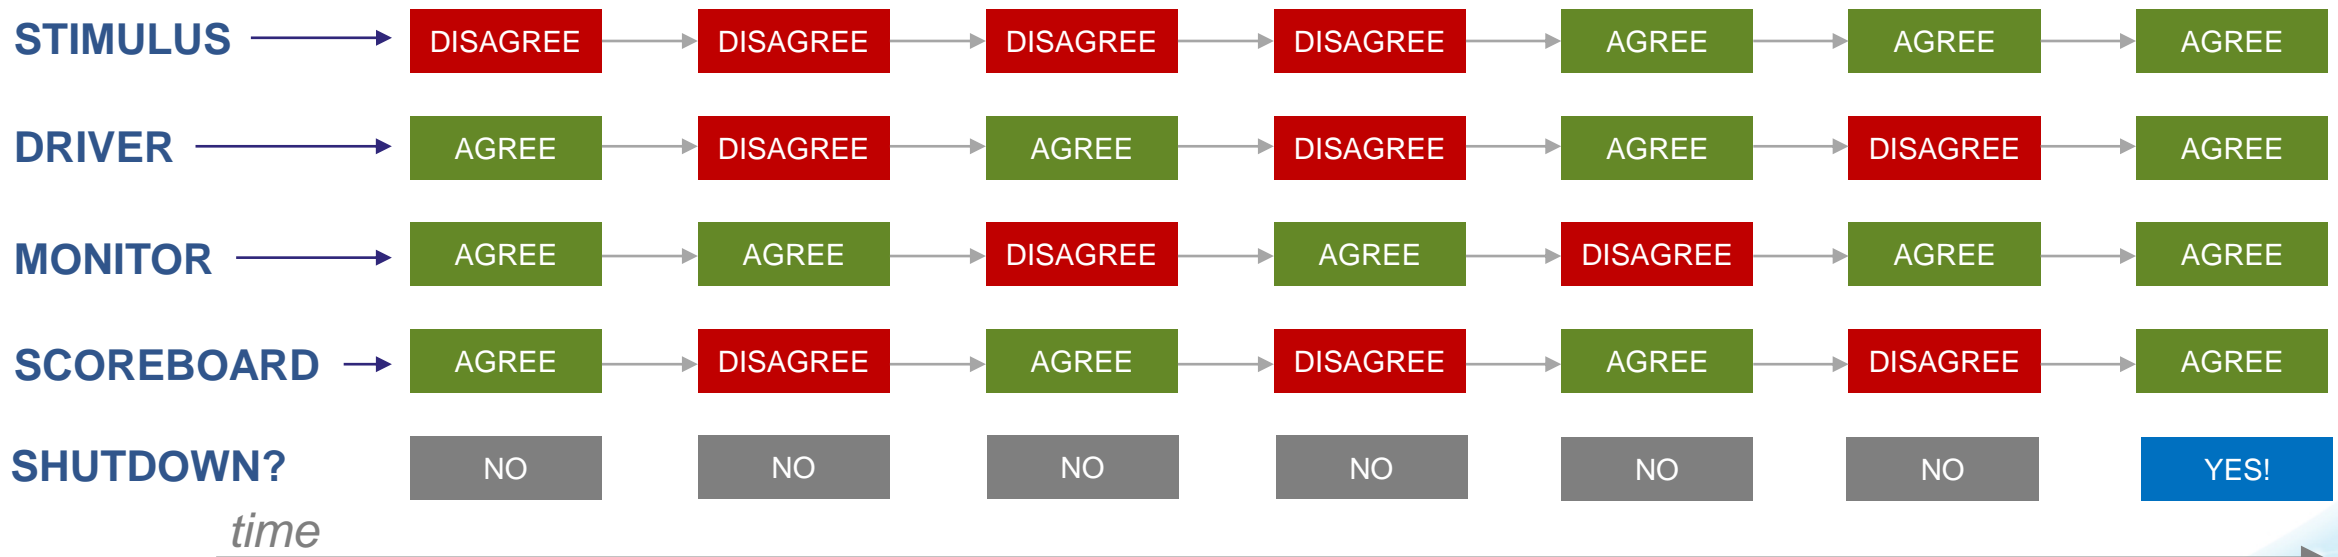 STIMULUS DISAGREE DISAGREE DISAGREE DISAGREE AGREE AGREE AGREE
DRIVER AGREE DISAGREE AGREE DISAGREE AGREE DISAGREE AGREE
MONITOR AGREE AGREE DISAGREE AGREE DISAGREE AGREE AGREE
SCOREBOARD AGREE DISAGREE AGREE DISAGREE AGREE DISAGREE AGREE
SHUTDOWN? NO NO NO NO NO NO YES!
time